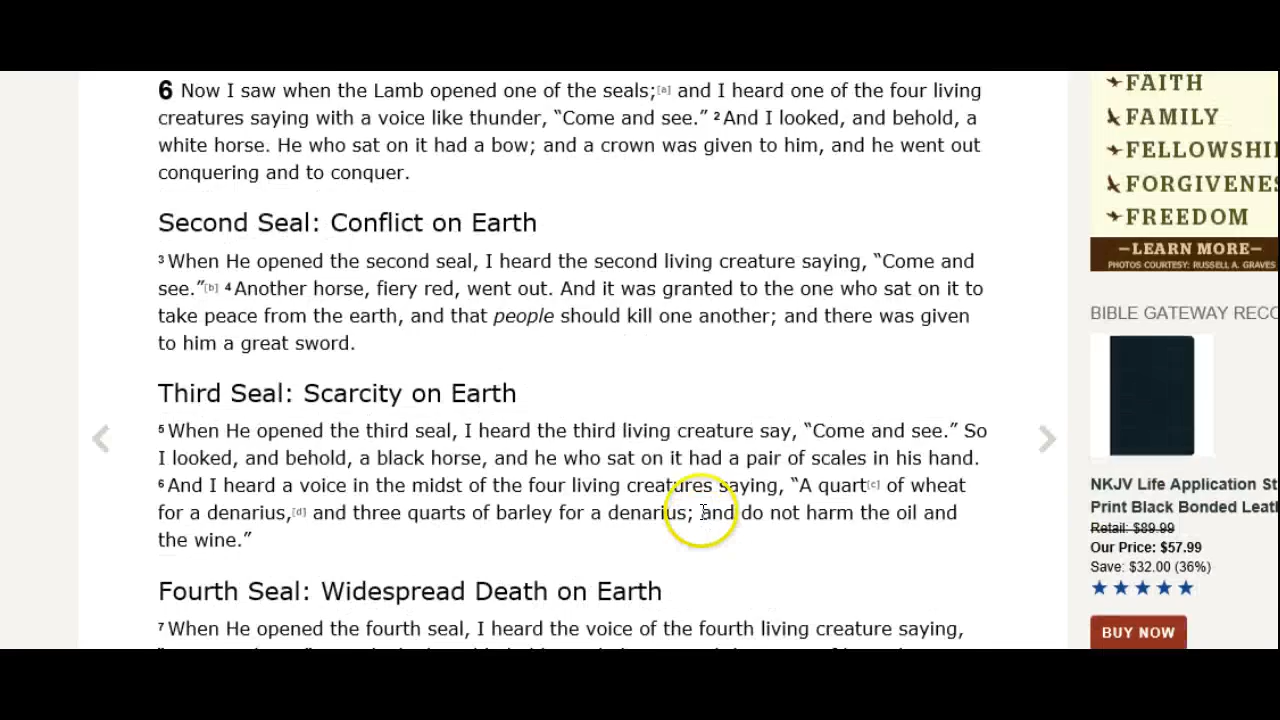 6 Now I saw when the Lamb opened one of the seals;[a] and I heard one of the four living
creatures saying with a voice like thunder, “Come and see.” 2 And I looked, and behold, a
white horse. He who sat on it had a bow; and a crown was given to him, and he went out
conquering and to conquer.
Second Seal: Conflict on Earth
3 When He opened the second seal, I heard the second living creature saying, “Come and
see.”[b] 4 Another horse, fiery red, went out. And it was granted to the one who sat on it to
take peace from the earth, and that people should kill one another; and there was given
to him a great sword.
Third Seal: Scarcity on Earth
5 When He opened the third seal, I heard the third living creature say, “Come and see.” So
I looked, and behold, a black horse, and he who sat on it had a pair of scales in his hand.
6 And I heard a voice in the midst of the four living creatures saying, “A quart[c] of wheat
for a denarius,[d] and three quarts of barley for a denarius; and do not harm the oil and
the wine.”
Fourth Seal: Widespread Death on Earth
7 When He opened the fourth seal, I heard the voice of the fourth living creature saying,
FAITH
FAMILY
FELLOWSHI
FORGIVENES
FREEDOM
—LEARN MORE—
PHOTOS COURTESY: RUSSELL A. GRAVES
BIBLE GATEWAY RECO
NKJV Life Application St
Print Black Bonded Leat
Retail: $89.99
Our Price: $57.99
Save: $32.00 (36%)
BUY NOW